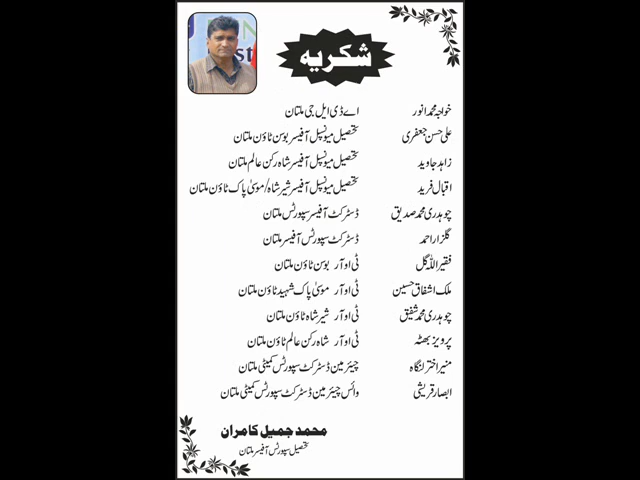 شکریہ
خواجہ محمد انور اے ڈی ایل جی ملتان
علی حسن جعفری تحصیل میونسپل آفیسر بوسن ٹاؤن ملتان
زاہد جاوید تحصیل میونسپل آفیسر شاہ رکن عالم ملتان
اقبال فرید تحصیل میونسپل آفیسر شیر شاہ/موسیٰ پاک ٹاؤن ملتان
چوہدری محمد صدیق ڈسٹرکٹ آفیسر سپورٹس ملتان
گلزار احمد ڈسٹرکٹ سپورٹس آفیسر ملتان
فقیر اللہ گل ٹی او آر بوسن ٹاؤن ملتان
ملک اشفاق حسین ٹی او آر موسیٰ پاک شہید ٹاؤن ملتان
چوہدری محمد شفیق ٹی او آر شیر شاہ ٹاؤن ملتان
پرویز بھٹہ ٹی او آر شاہ رکن عالم ٹاؤن ملتان
منیر اختر لنگاہ چیئرمین ڈسٹرکٹ سپورٹس کمیٹی ملتان
ابصار قریشی وائس چیئرمین ڈسٹرکٹ سپورٹس کمیٹی ملتان
محمد جمیل کامران
تحصیل سپورٹس آفیسر ملتان